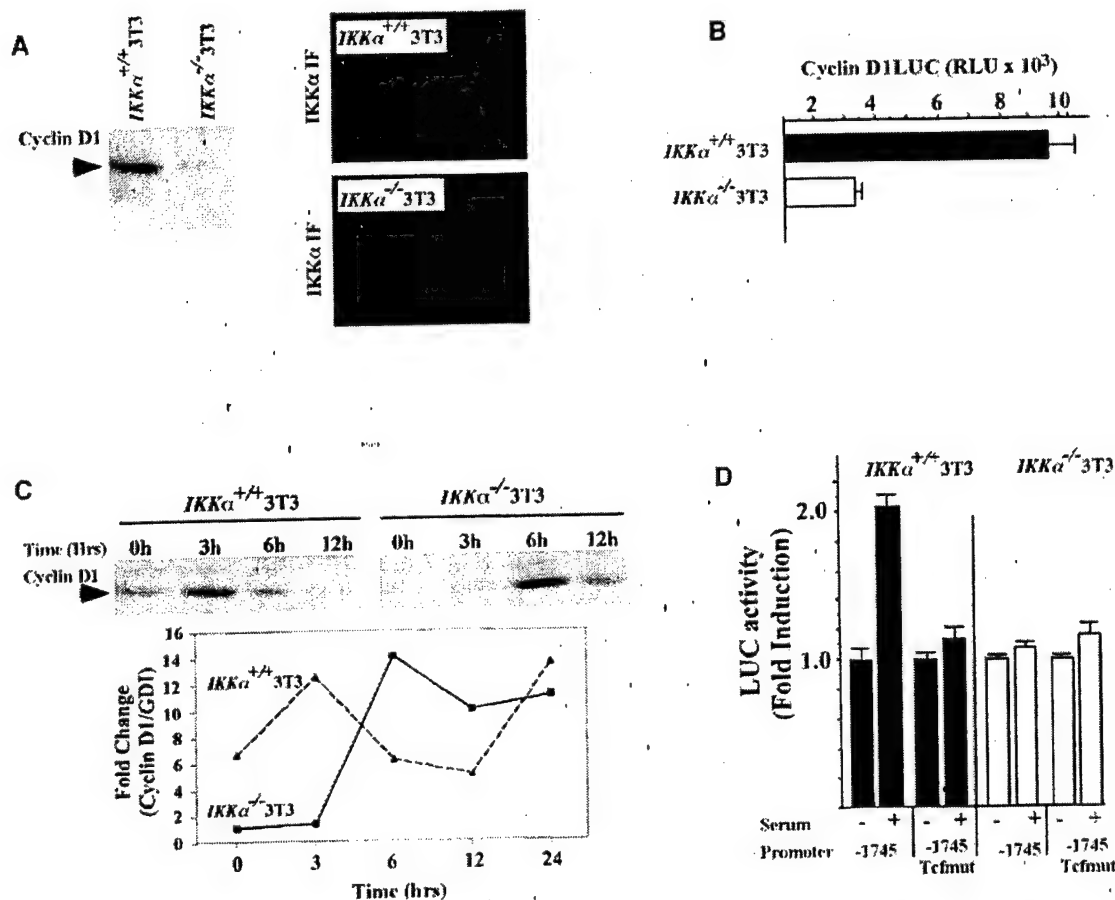 A
IKKα+/+3T3
IKKα-/-3T3
Cyclin D1
IKKα IF
IKKα+/+3T3
IKKα IF
IKKα-/-3T3
B
Cyclin D1LUC (RLU x 10³)
2 4 6 8 10
IKKα+/+3T3
IKKα-/-3T3
C
IKKα+/+3T3 IKKα-/-3T3
Time (Hrs) 0h 3h 6h 12h 0h 3h 6h 12h
Cyclin D1
Fold Change
(Cyclin D1/GDI)
16
14
12
10
8
6
4
2
0
IKKα+/+3T3
IKKα-/-3T3
0 3 6 12 24
Time (hrs)
D
IKKα+/+3T3 IKKα-/-3T3
LUC activity
(Fold Induction)
2.0
1.0
Serum - + - + - + - +
Promoter -1745 -1745 -1745 -1745
Tcfmut Tcfmut